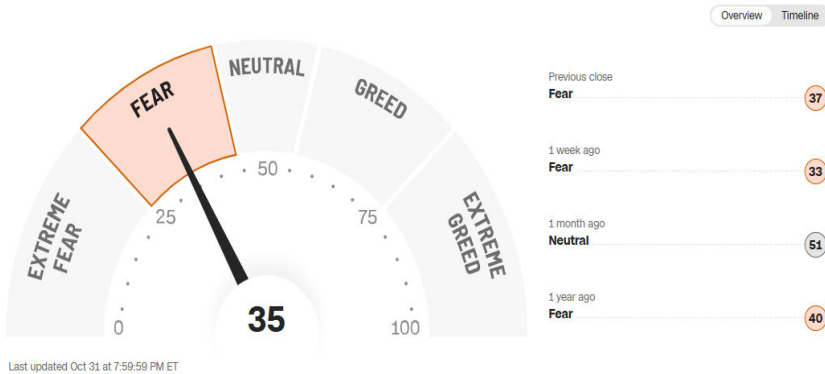 Overview
Timeline
EXTREME
FEAR
FEAR
NEUTRAL
GREED
EXTREME
GREED
0
25
50
75
100
35
Last updated Oct 31 at 7:59:59 PM ET
Previous close
Fear
37
1 week ago
Fear
33
1 month ago
Neutral
51
1 year ago
Fear
40